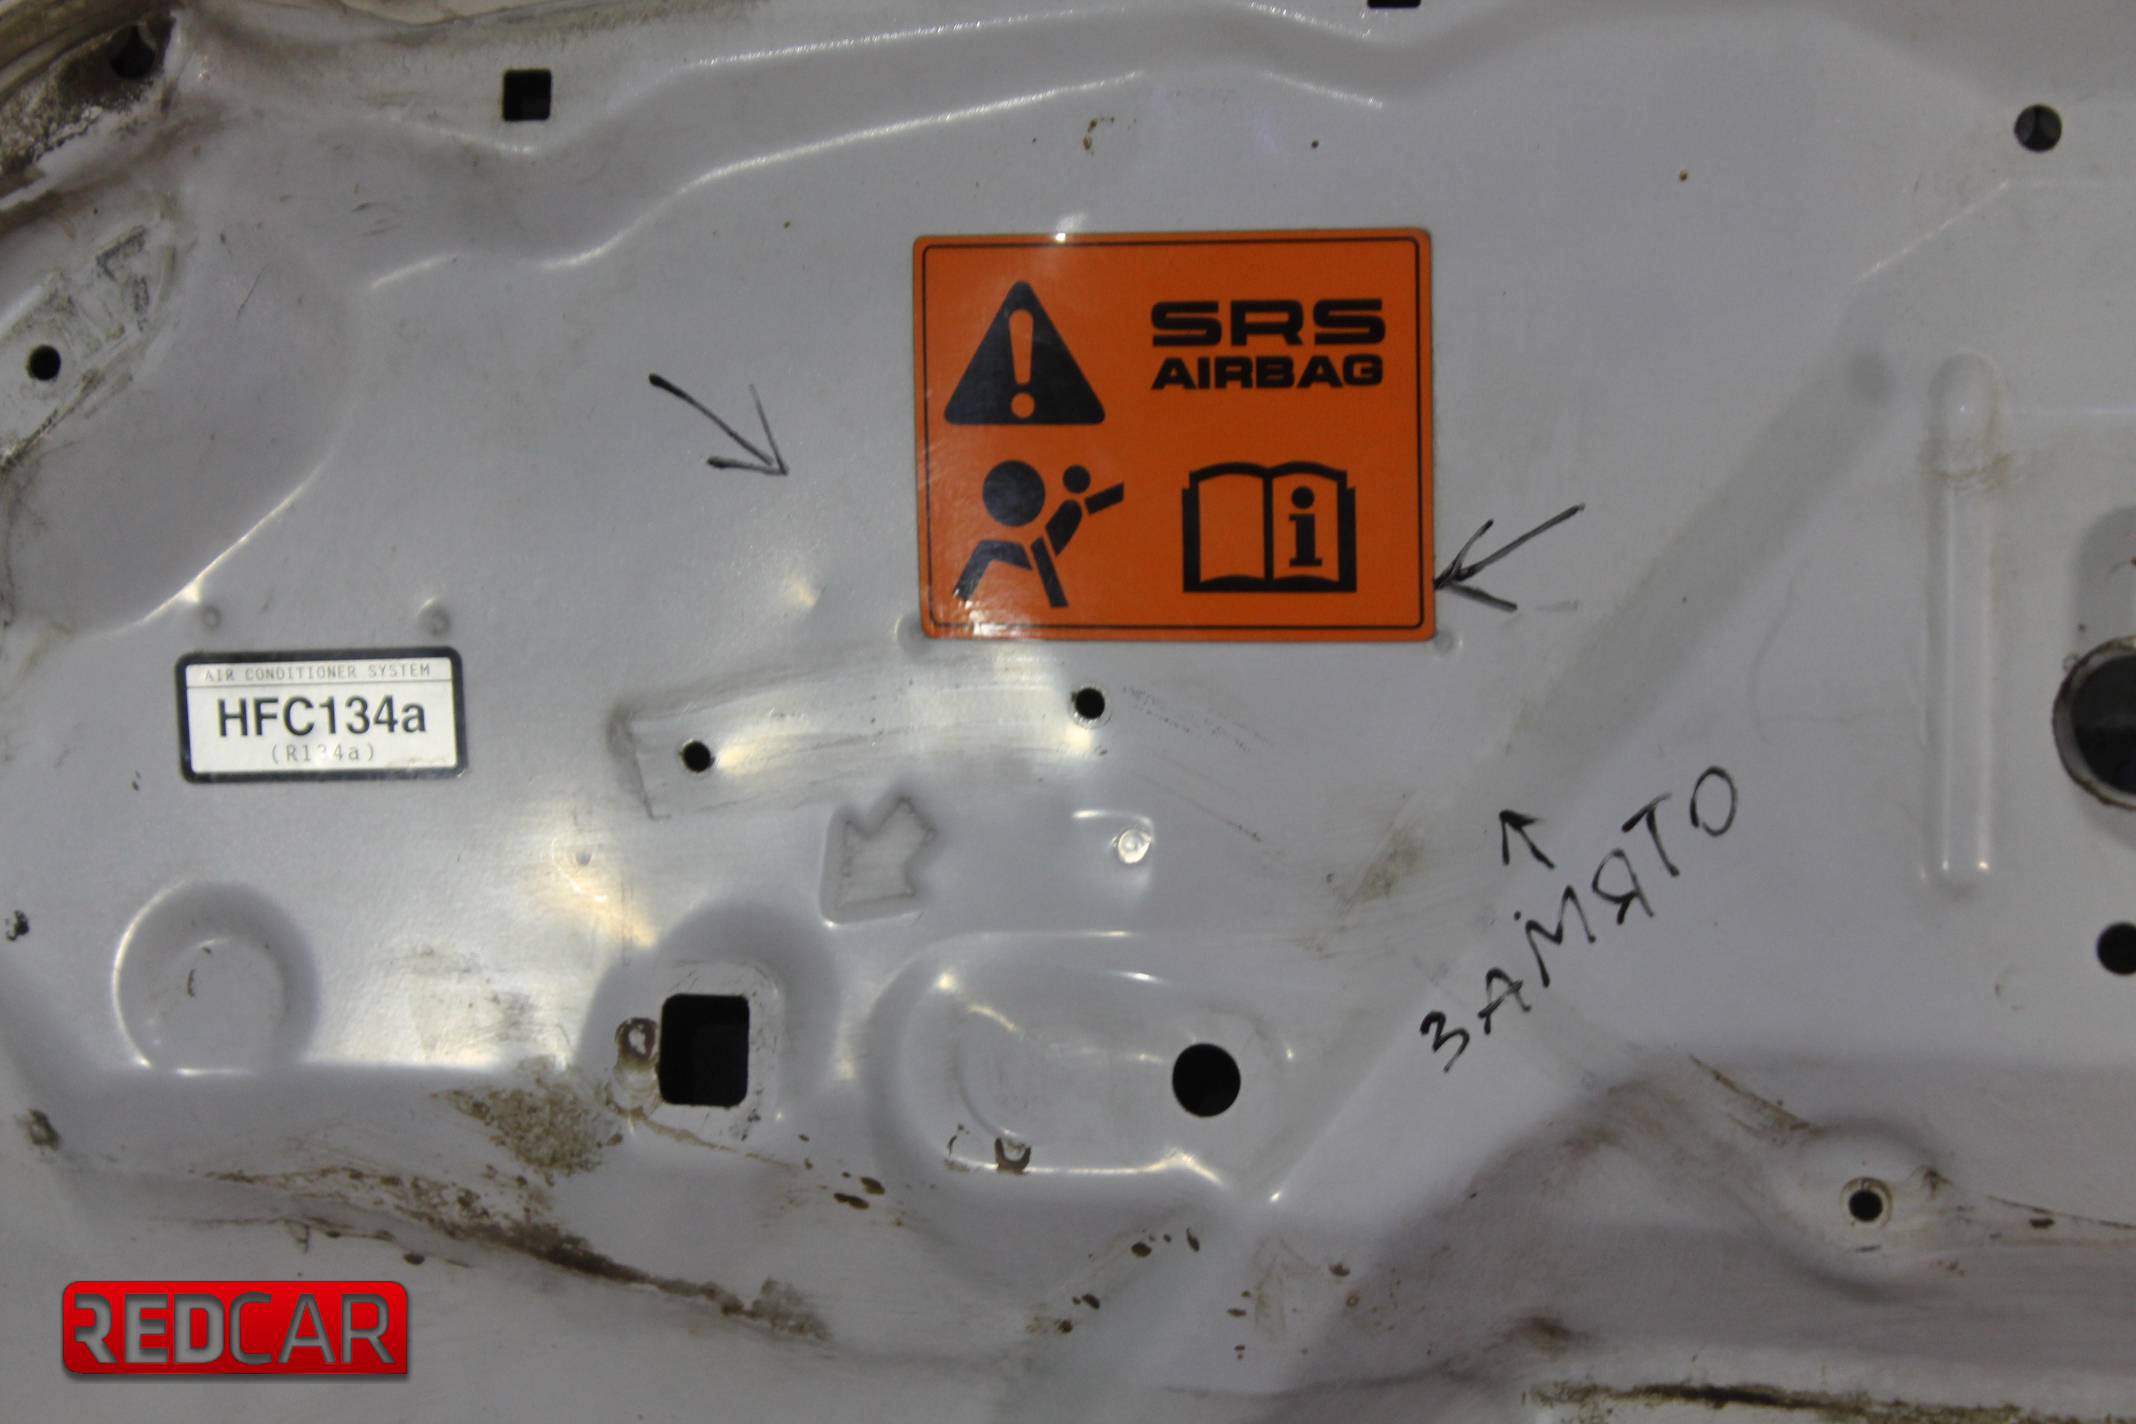 SRS
AIRBAG
i
AIR CONDITIONER SYSTEM
HFC134a
(R134a)
ЗАМЯТО
REDCAR